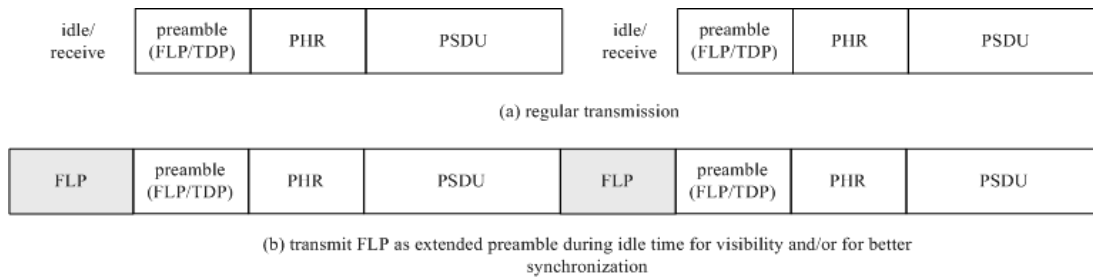 idle/ receive preamble (FLP/TDP) PHR PSDU idle/ receive preamble (FLP/TDP) PHR PSDU
(a) regular transmission
FLP preamble (FLP/TDP) PHR PSDU FLP preamble (FLP/TDP) PHR PSDU
(b) transmit FLP as extended preamble during idle time for visibility and/or for better
synchronization